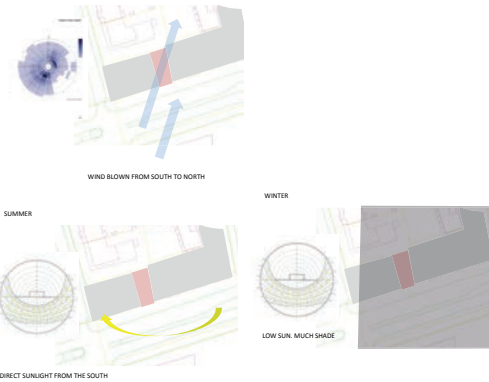 WIND BLOWN FROM SOUTH TO NORTH
WINTER
SUMMER
LOW SUN. MUCH SHADE
DIRECT SUNLIGHT FROM THE SOUTH